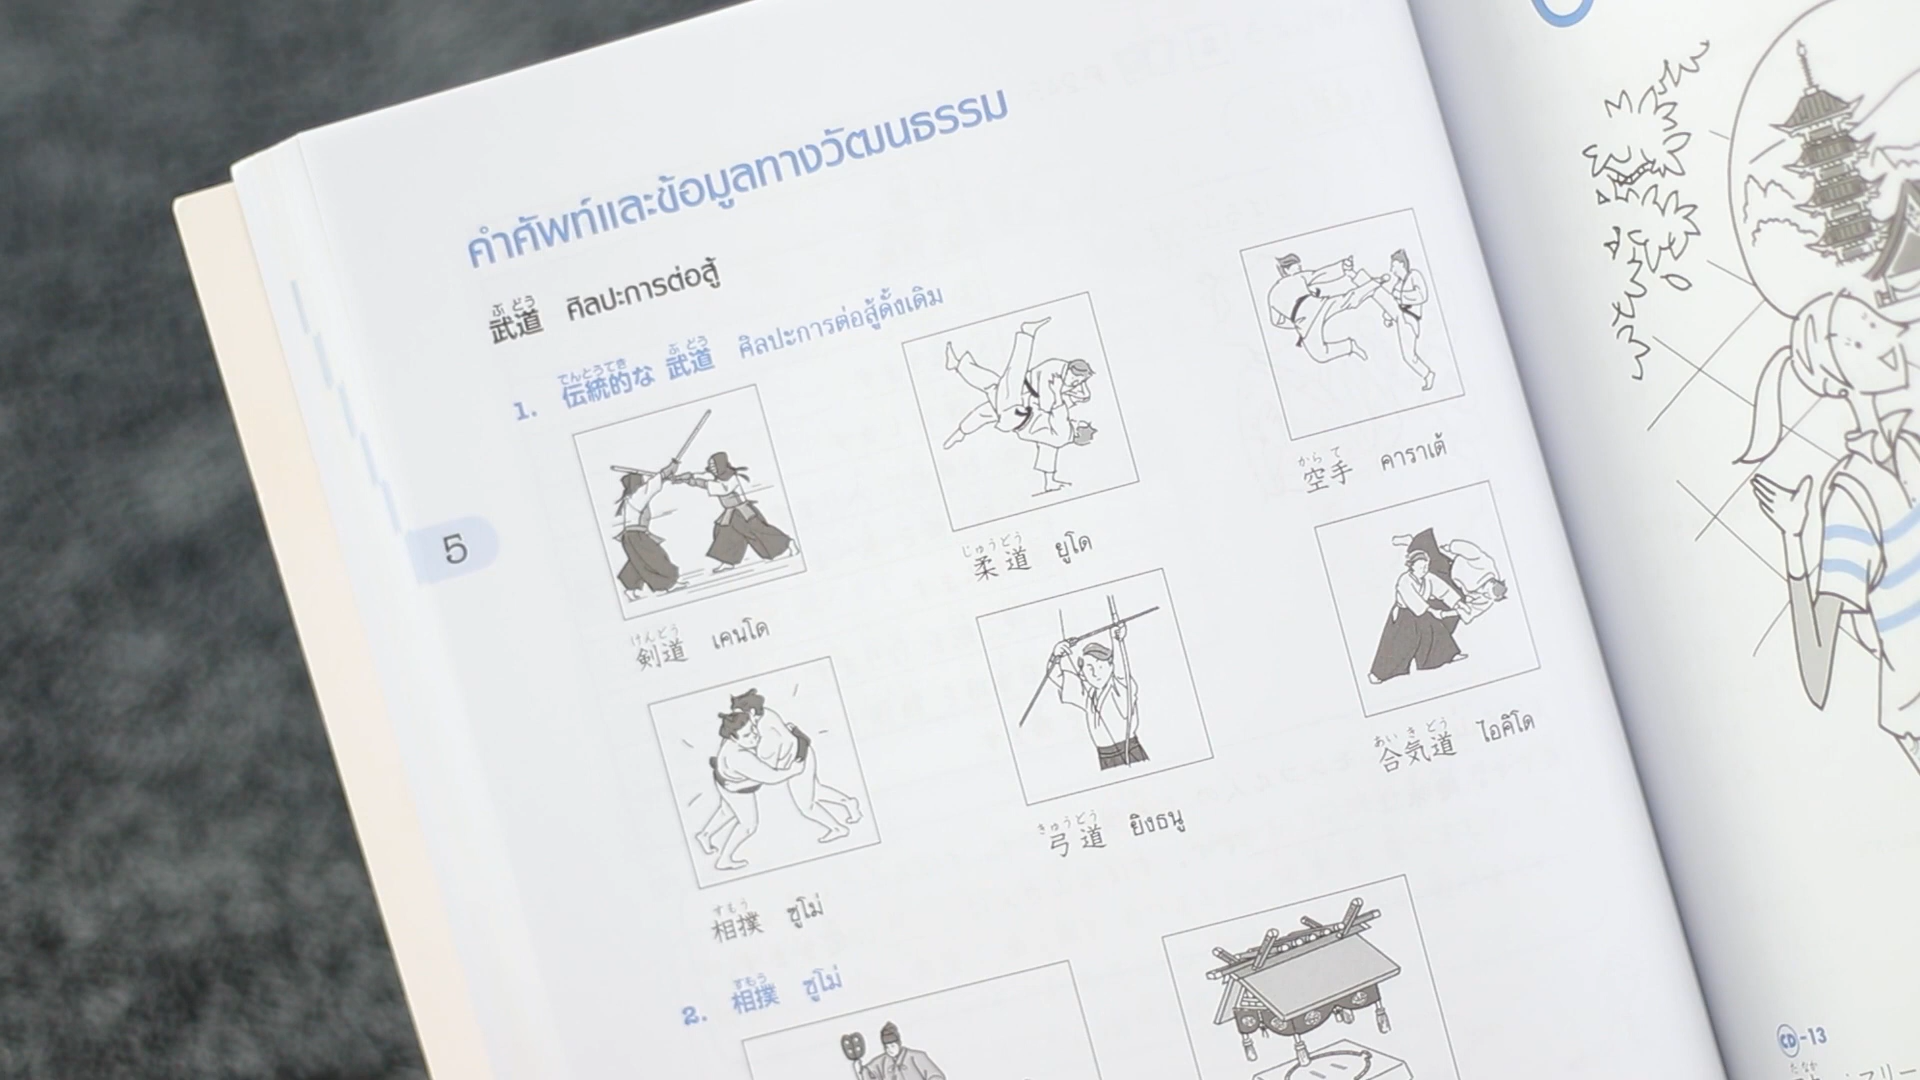 คำศัพท์และข้อมูลทางวัฒนธรรม
ぶ どう
武道 ศิลปะการต่อสู้
でんとうてき ぶ どう
1. 伝統的な 武道 ศิลปะการต่อสู้ดั้งเดิม
けんどう
剣道 เคนโด
じゅうどう
柔道 ยูโด
から て
空手 คาราเต้
すもう
相撲 ซูโม่
きゅうどう
弓道 ยิงธนู
あい き どう
合気道 ไอคิโด
すもう
2. 相撲 ซูโม่
5
CD-13